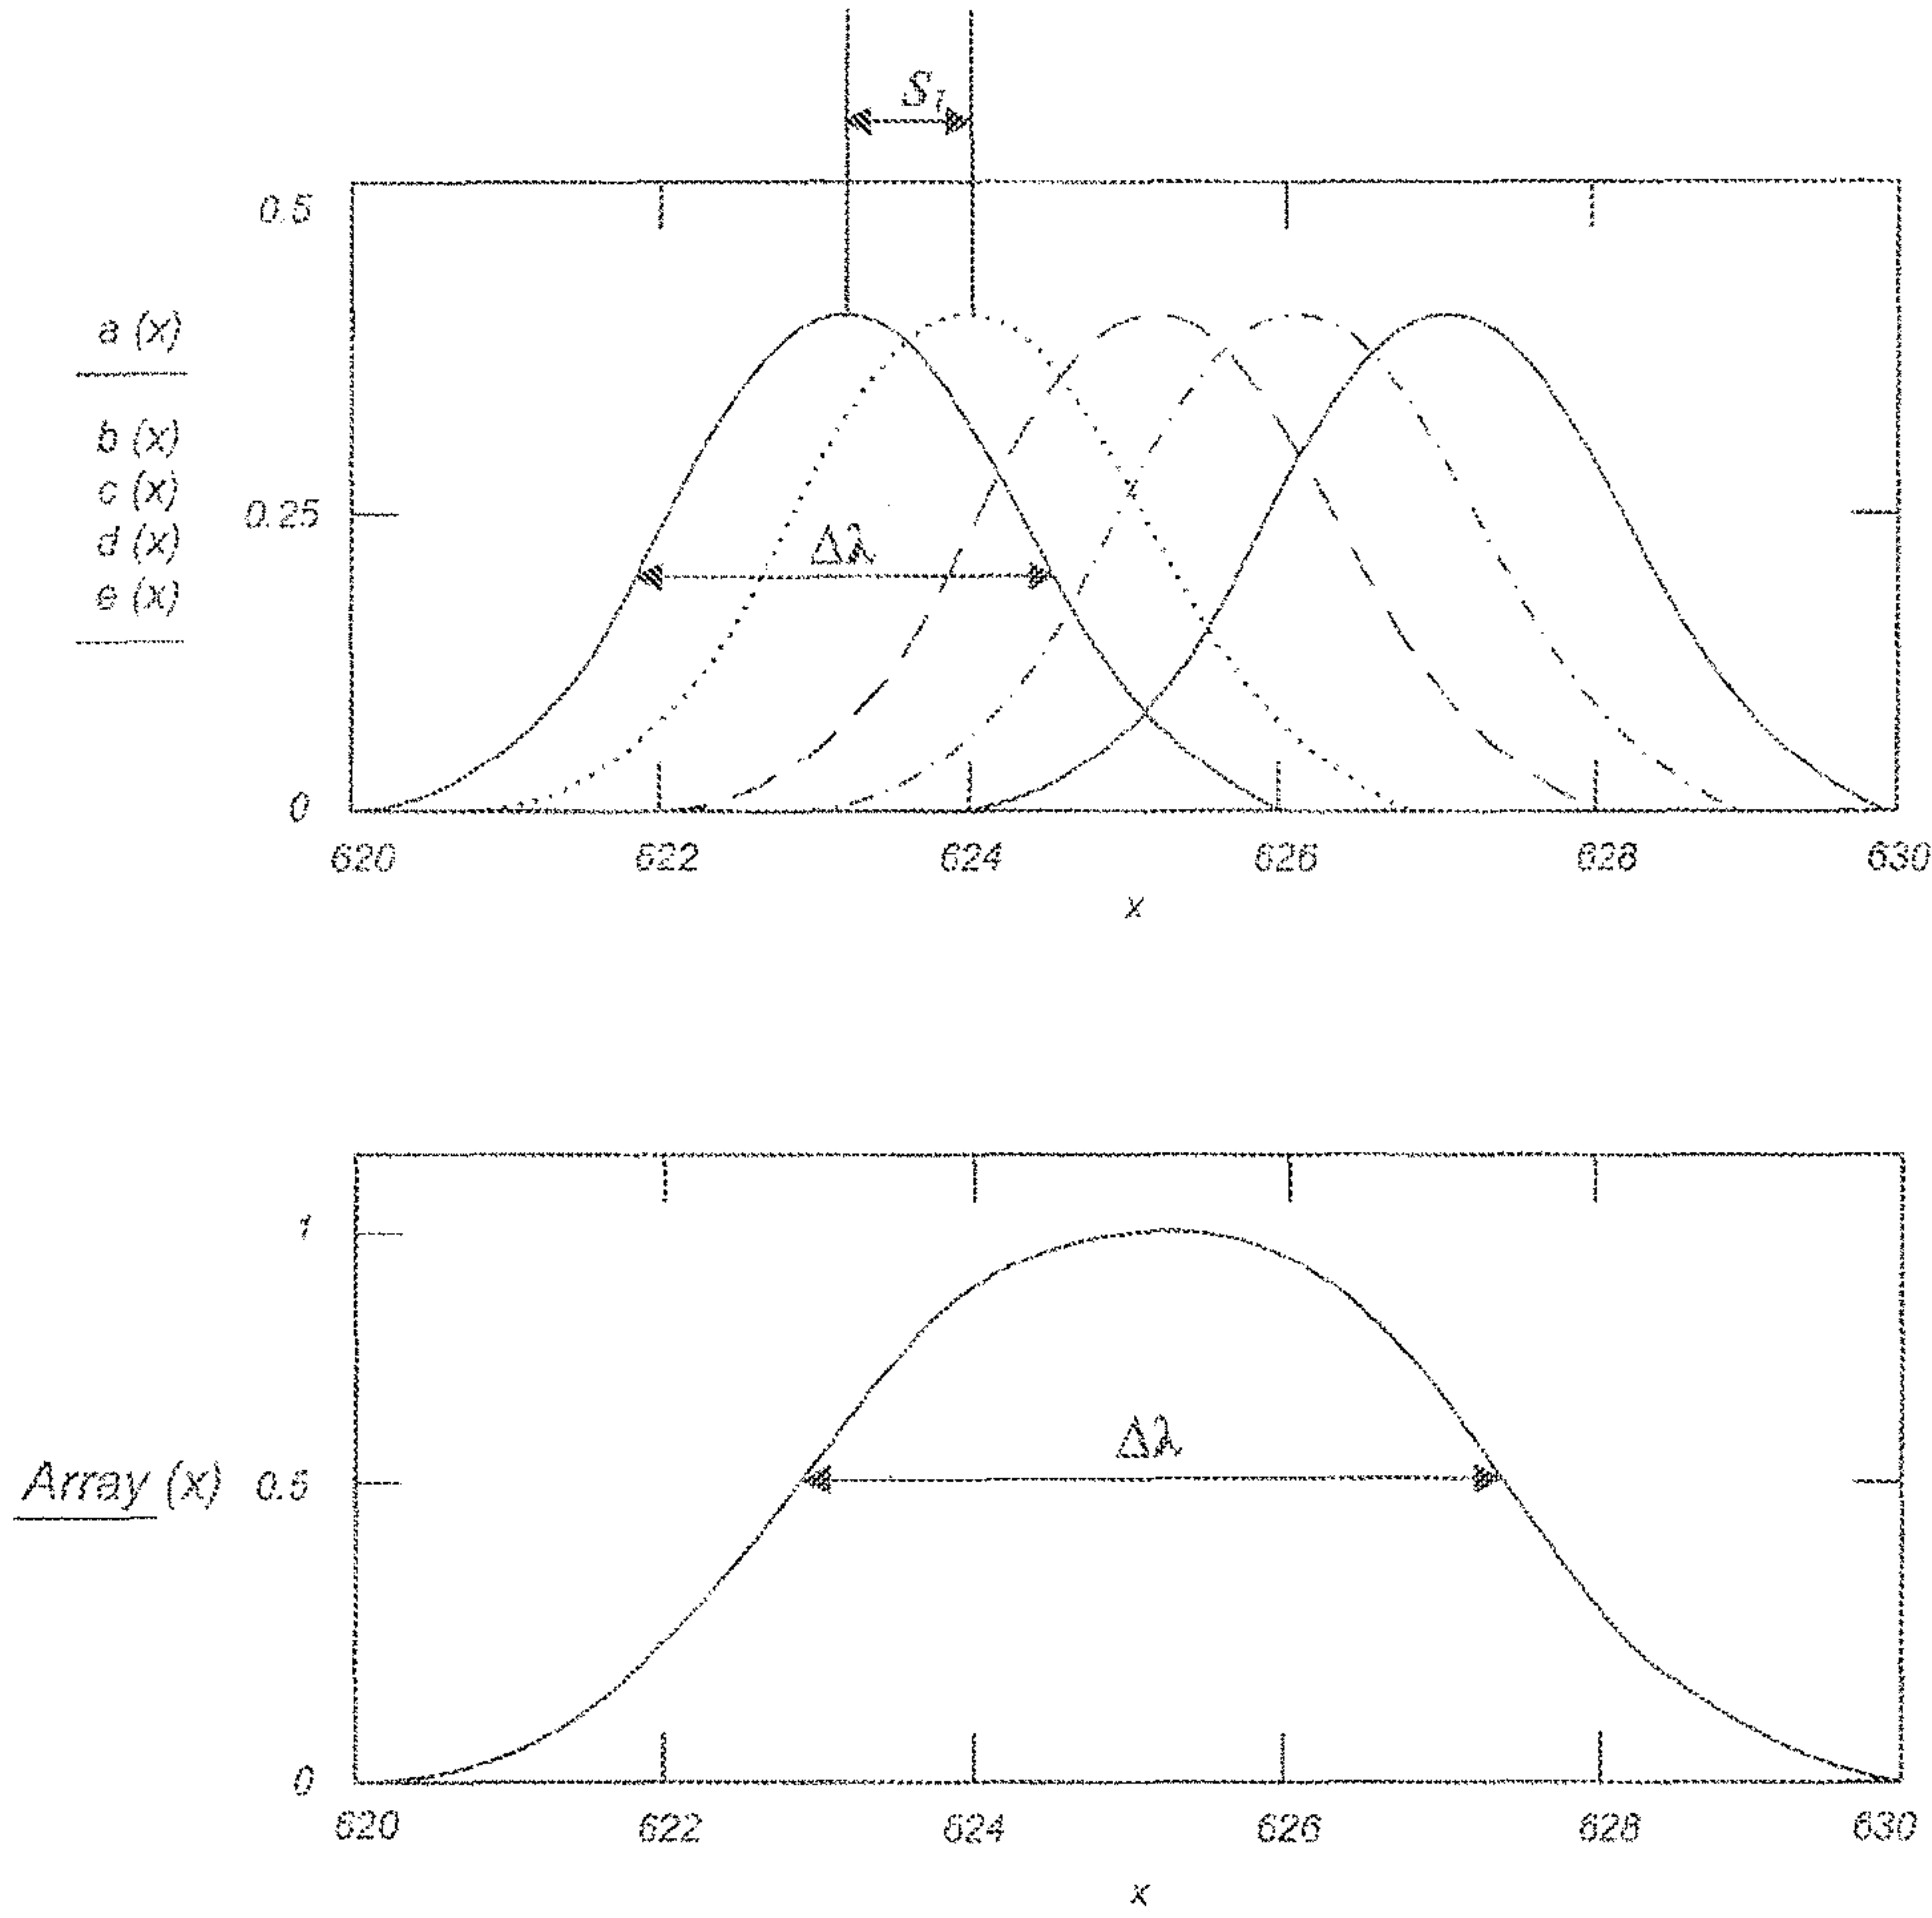 S₁
0.5
a (x)
b (x)
c (x)
d (x)
e (x)
0.25
Δλ
0
620 622 624 626 628 630
x
1
Array (x) 0.5
Δλ
0
620 622 624 626 628 630
x